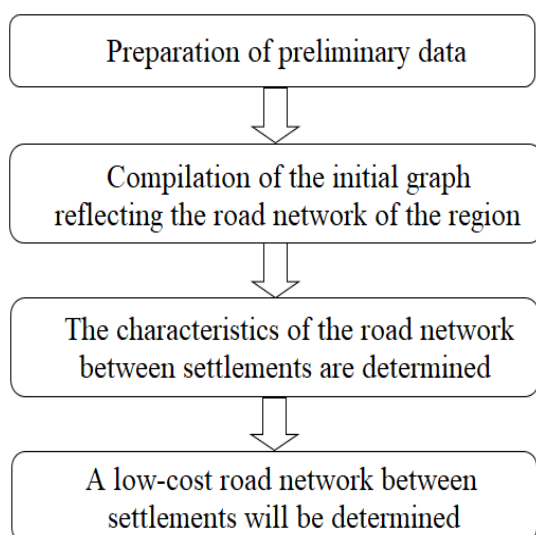 Preparation of preliminary data
Compilation of the initial graph
reflecting the road network of the region
The characteristics of the road network
between settlements are determined
A low-cost road network between
settlements will be determined